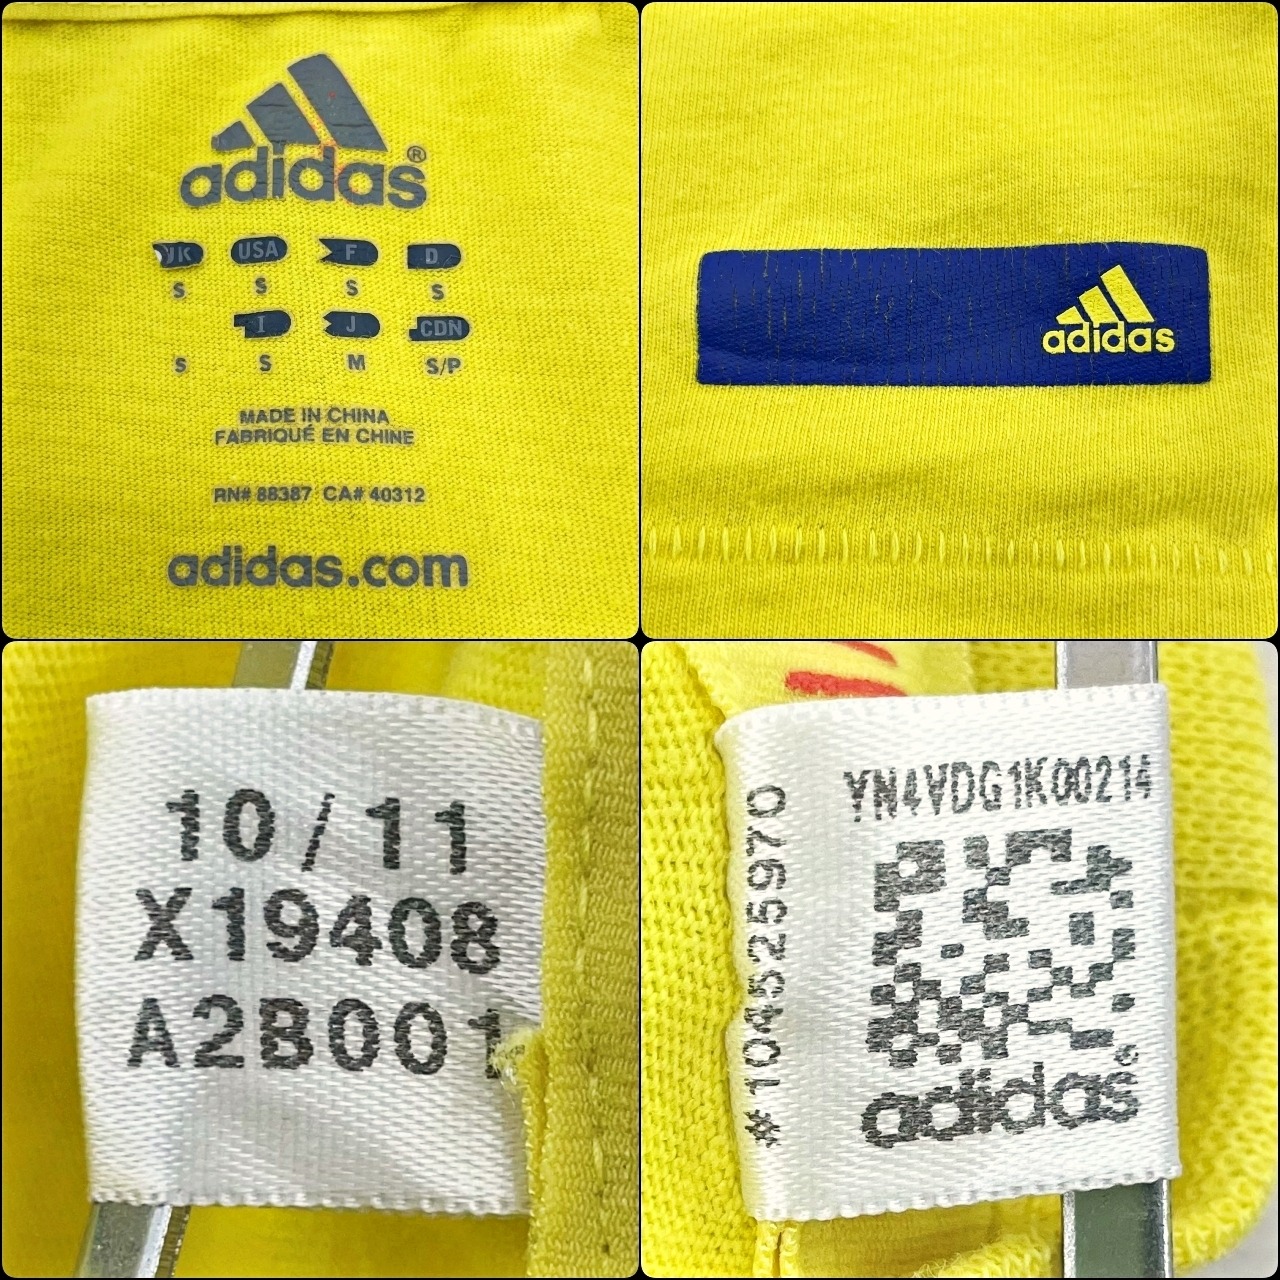 adidas®
UK USA F D
S S S S
I J CDN
S S M S/P
MADE IN CHINA
FABRIQUÉ EN CHINE
RN# 88387 CA# 40312
adidas.com
adidas
10/11
X19408
A2B001
#104525970
YN4VDG1K00214
adidas®